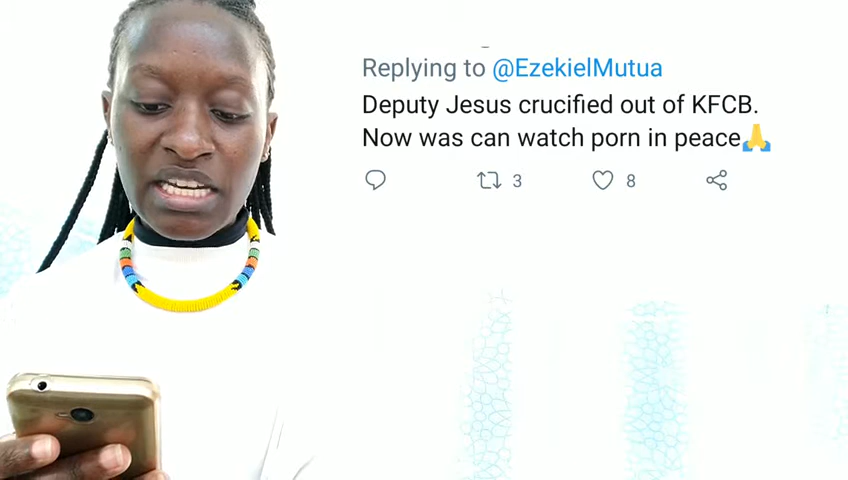 Replying to @EzekielMutua
Deputy Jesus crucified out of KFCB.
Now was can watch porn in peace🙏
3 8